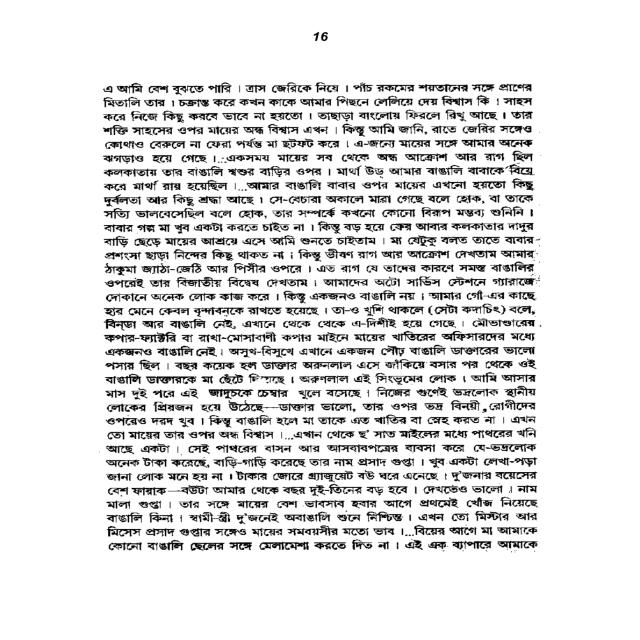 16
এ আমি বেশ বুঝতে পারি । ত্রাস জেরিকে নিয়ে । পাঁচ রকমের শয়তানের সঙ্গে প্রাণের
মিতালি তার । চক্রান্ত করে কখন কাকে আমার পিছনে লেলিয়ে দেয় বিশ্বাস কি । সাহস
করে নিজে কিছু করবে ভাবে না হয়তো । তাছাড়া বাংলোয় ফিরলে রিখু আছে । তার
শক্তি সাহসের ওপর মায়ের অন্ধ বিশ্বাস এখন । কিন্তু আমি জানি, রাতে জেরির সঙ্গেও
কোথাও বেরুলে না ফেরা পর্যন্ত মা ছটফট করে । এ-জন্যে মায়ের সঙ্গে আমার অনেক
ঝগড়াও হয়ে গেছে ।...একসময় মায়ের সব থেকে অন্ধ আক্রোশ আর রাগ ছিল
কলকাতায় তার বাঙালি শ্বশুর বাড়ির ওপর । মার্থা উড্ আমার বাঙালি বাবাকে বিয়ে
করে মার্থা রায় হয়েছিল ।...আমার বাঙালি বাবার ওপর মায়ের এখনো হয়তো কিছু
দুর্বলতা আর কিছু শ্রদ্ধা আছে । সে-বেচারা অকালে মারা গেছে বলে হোক, বা তাকে
সত্যি ভালবেসেছিল বলে হোক, তার সম্পর্কে কখনো কোনো বিরূপ মন্তব্য শুনিনি ।
বাবার গল্প মা খুব একটা করতে চাইত না । কিন্তু বড় হয়ে ফের আবার কলকাতার দাদুর
বাড়ি ছেড়ে মায়ের আশ্রয়ে এসে আমি শুনতে চাইতাম । মা যেটুকু বলত তাতে বাবার
প্রশংসা ছাড়া নিন্দের কিছু থাকত না । কিন্তু ভীষণ রাগ আর আক্রোশ দেখতাম আমার
ঠাকুমা জ্যাঠা-জেঠি আর পিসীর ওপরে । এত রাগ যে তাদের কারণে সমস্ত বাঙালির
ওপরেই তার বিজাতীয় বিদ্বেষ দেখতাম । আমাদের অটো সার্ভিস স্টেশনে গ্যারাজে
দোকানে অনেক লোক কাজ করে । কিন্তু একজনও বাঙালি নয় । আমার গোঁ-এর কাছে
হার মেনে কেবল বৃন্দাবনকে রাখতে হয়েছে । তা-ও খুশি থাকলে (সেটা কদাচিৎ) বলে,
বিনড়া আর বাঙালি নেই, এখানে থেকে থেকে এ-দিশীই হয়ে গেছে । মৌভাণ্ডারের
কপার-ফ্যাক্টরি বা রাখা-মোসাবাণী কপার মাইনে মায়ের খাতিরের অফিসারদের মধ্যে
একজনও বাঙালি নেই । অসুখ-বিসুখে এখানে একজন প্রৌঢ় বাঙালি ডাক্তারের ভালো
পসার ছিল । বছর কয়েক হল ডাক্তার অরুনলাল এসে জাঁকিয়ে বসার পর থেকে ওই
বাঙালি ডাক্তারকে মা ছেঁটে দিয়েছে । অরুণলাল এই সিংভূমের লোক । আমি আসার
মাস দুই পরে এই জাদুচকে চেম্বার খুলে বসেছে । নিজের গুণেই ভদ্রলোক স্থানীয়
লোকের প্রিয়জন হয়ে উঠেছে—ডাক্তার ভালো, তার ওপর ভদ্র বিনয়ী, রোগীদের
ওপরেও দরদ খুব । কিন্তু বাঙালি হলে মা তাকে এত খাতির বা স্নেহ করত না । এখন
তো মায়ের তার ওপর অন্ধ বিশ্বাস ।...এখান থেকে ছ' সাত মাইলের মধ্যে পাথরের খনি
আছে একটা । সেই পাথরের বাসন আর আসবাবপত্রের ব্যবসা করে যে-ভদ্রলোক
অনেক টাকা করেছে, বাড়ি-গাড়ি করেছে তার নাম প্রসাদ গুপ্তা । খুব একটা লেখা-পড়া
জানা লোক মনে হয় না । টাকার জোরে গ্র্যাজুয়েট বউ ঘরে এনেছে । দু'জনার বয়েসের
বেশ ফারাক—বউটা আমার থেকে বছর দুই-তিনের বড় হবে । দেখতেও ভালো । নাম
মালা গুপ্তা । তার সঙ্গে মায়ের বেশ ভাবসাব হবার আগে প্রথমেই খোঁজ নিয়েছে
বাঙালি কিনা । স্বামী-স্ত্রী দু'জনেই অবাঙালি শুনে নিশ্চিন্ত । এখন তো মিস্টার আর
মিসেস প্রসাদ গুপ্তার সঙ্গেও মায়ের সমবয়সীর মতো ভাব ।...বিয়ের আগে মা আমাকে
কোনো বাঙালি ছেলের সঙ্গে মেলামেশা করতে দিত না । এই এক ব্যাপারে আমাকে